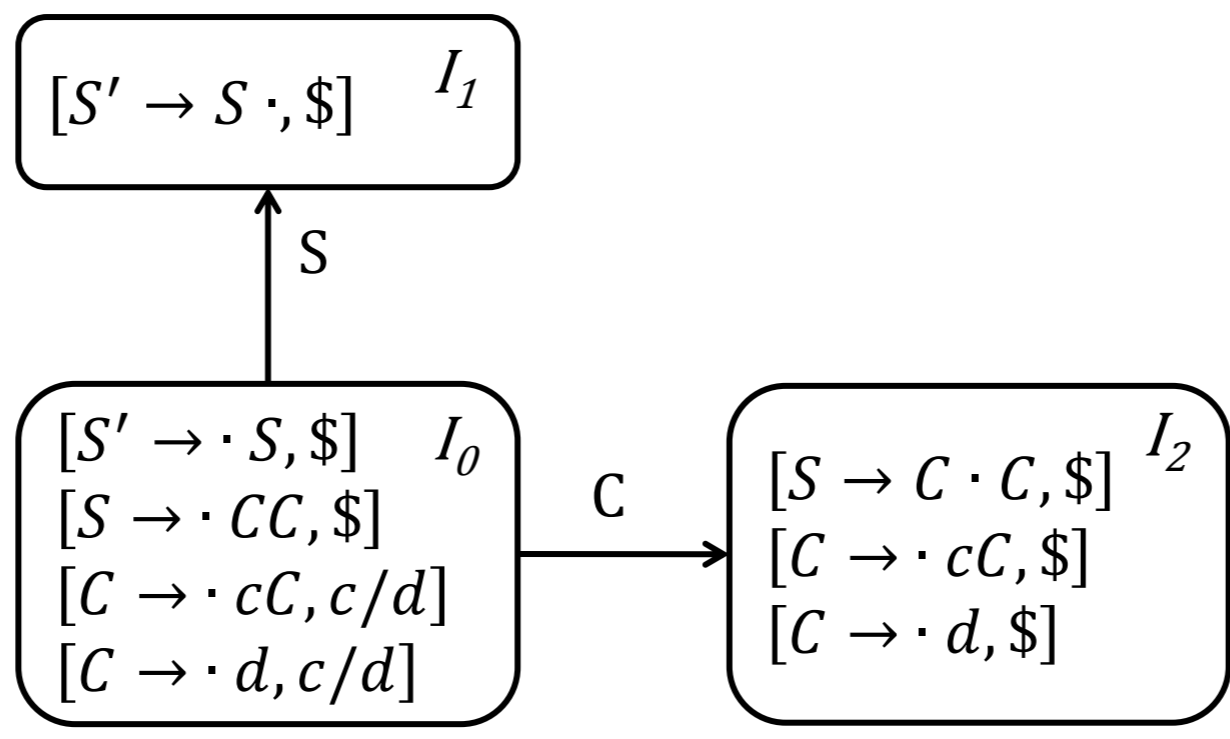 [S′ → S ·, $] I₁
S
[S′ → · S, $] I₀
[S → · CC, $]
[C → · cC, c/d]
[C → · d, c/d]
C
[S → C · C, $] I₂
[C → · cC, $]
[C → · d, $]